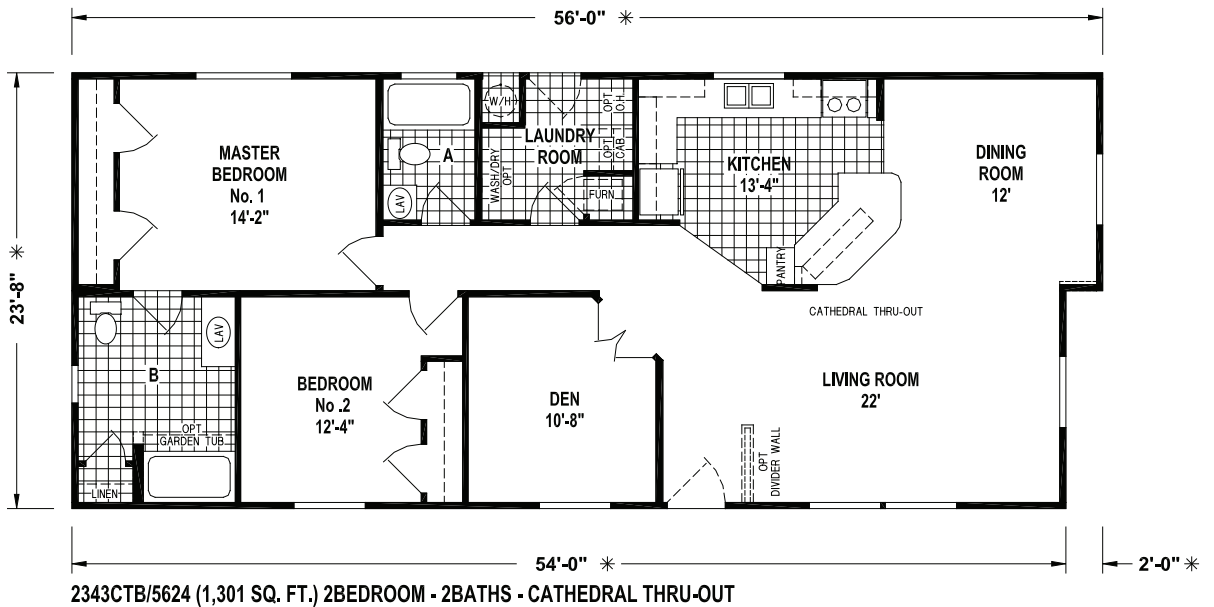 56'-0" ✳
23'-8" ✳
MASTER
BEDROOM
No. 1
14'-2"
A
LAV
W/H
LAUNDRY
ROOM
WASH/DRY
OPT
OPT
O.H.
OPT
CAB
FURN
KITCHEN
13'-4"
PANTRY
DINING
ROOM
12'
CATHEDRAL THRU-OUT
LAV
B
OPT
GARDEN TUB
LINEN
BEDROOM
No .2
12'-4"
DEN
10'-8"
LIVING ROOM
22'
OPT
DIVIDER WALL
54'-0" ✳
2'-0" ✳
2343CTB/5624 (1,301 SQ. FT.) 2BEDROOM - 2BATHS - CATHEDRAL THRU-OUT